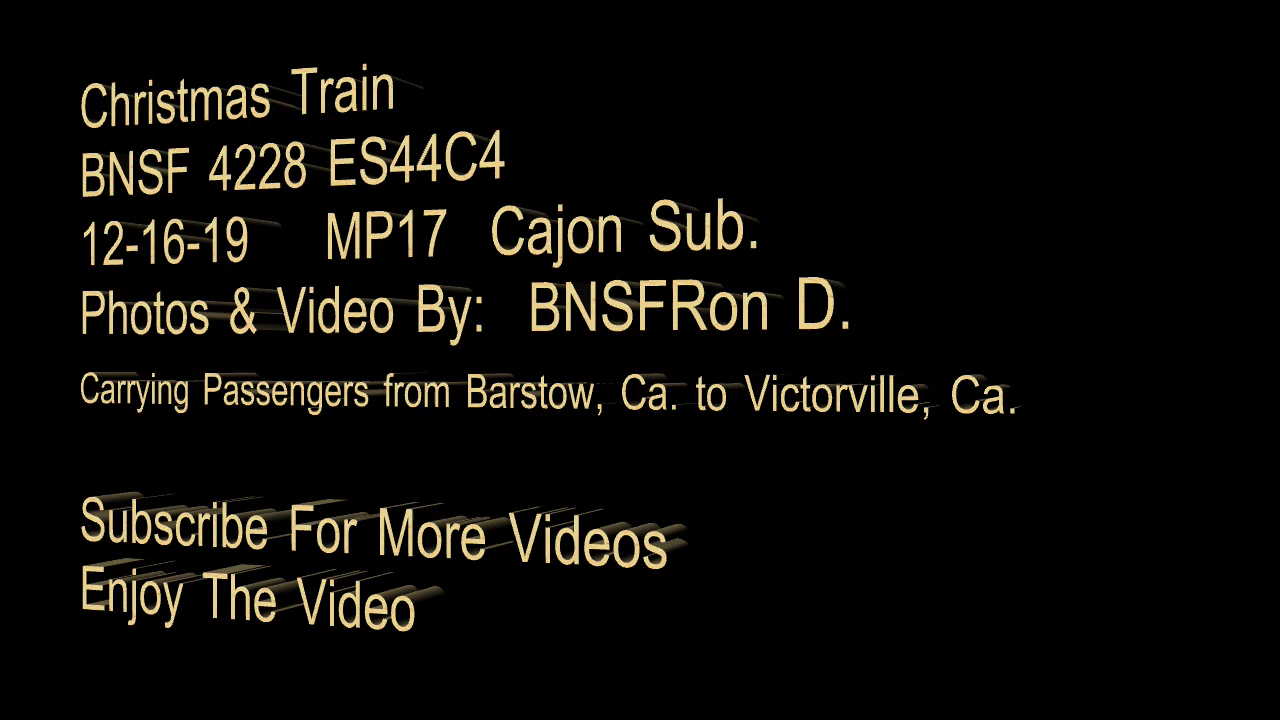 Christmas Train
BNSF 4228 ES44C4
12-16-19 MP17 Cajon Sub.
Photos & Video By: BNSFRon D.
Carrying Passengers from Barstow, Ca. to Victorville, Ca.
Subscribe For More Videos
Enjoy The Video